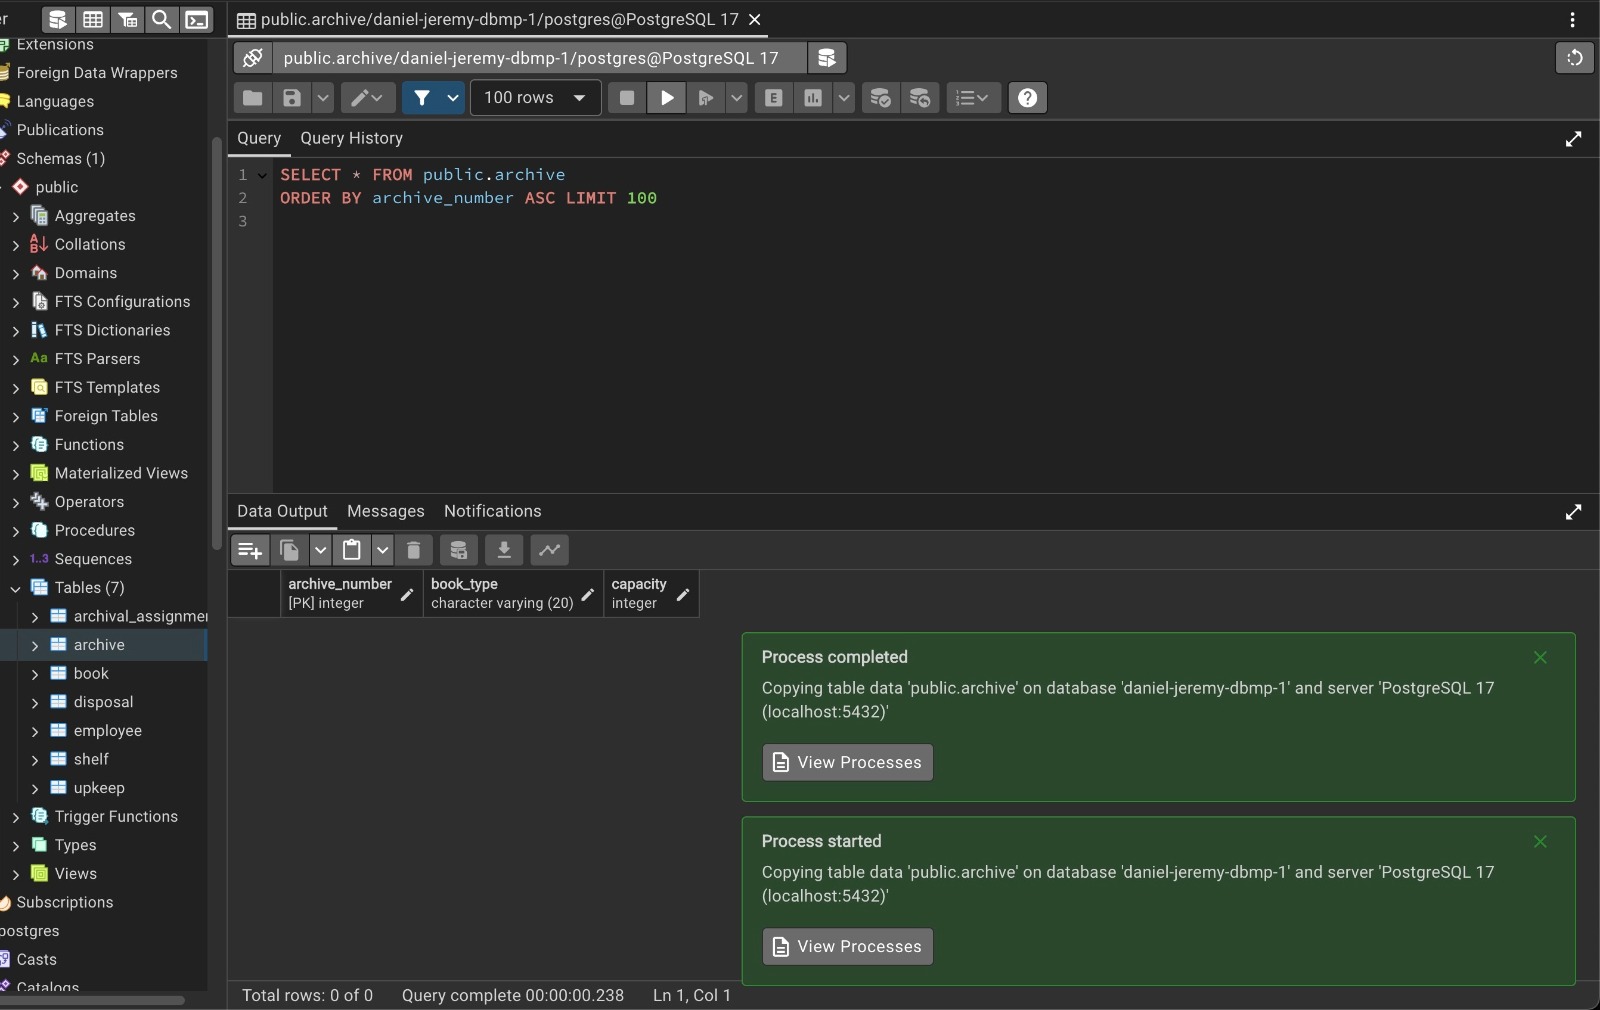 er
public.archive/daniel-jeremy-dbmp-1/postgres@PostgreSQL 17
public.archive/daniel-jeremy-dbmp-1/postgres@PostgreSQL 17
100 rows
E
Query
Query History
1 SELECT * FROM public.archive
2 ORDER BY archive_number ASC LIMIT 100
3
Extensions
Foreign Data Wrappers
Languages
Publications
Schemas (1)
public
Aggregates
Collations
Domains
FTS Configurations
FTS Dictionaries
Aa FTS Parsers
FTS Templates
Foreign Tables
Functions
Materialized Views
Operators
Procedures
1..3 Sequences
Tables (7)
archival_assignmer
archive
book
disposal
employee
shelf
upkeep
Trigger Functions
Types
Views
Subscriptions
postgres
Casts
Catalogs
Data Output
Messages
Notifications
archive_number
[PK] integer
book_type
character varying (20)
capacity
integer
Process completed
Copying table data 'public.archive' on database 'daniel-jeremy-dbmp-1' and server 'PostgreSQL 17
(localhost:5432)'
View Processes
Process started
Copying table data 'public.archive' on database 'daniel-jeremy-dbmp-1' and server 'PostgreSQL 17
(localhost:5432)'
View Processes
Total rows: 0 of 0
Query complete 00:00:00.238
Ln 1, Col 1